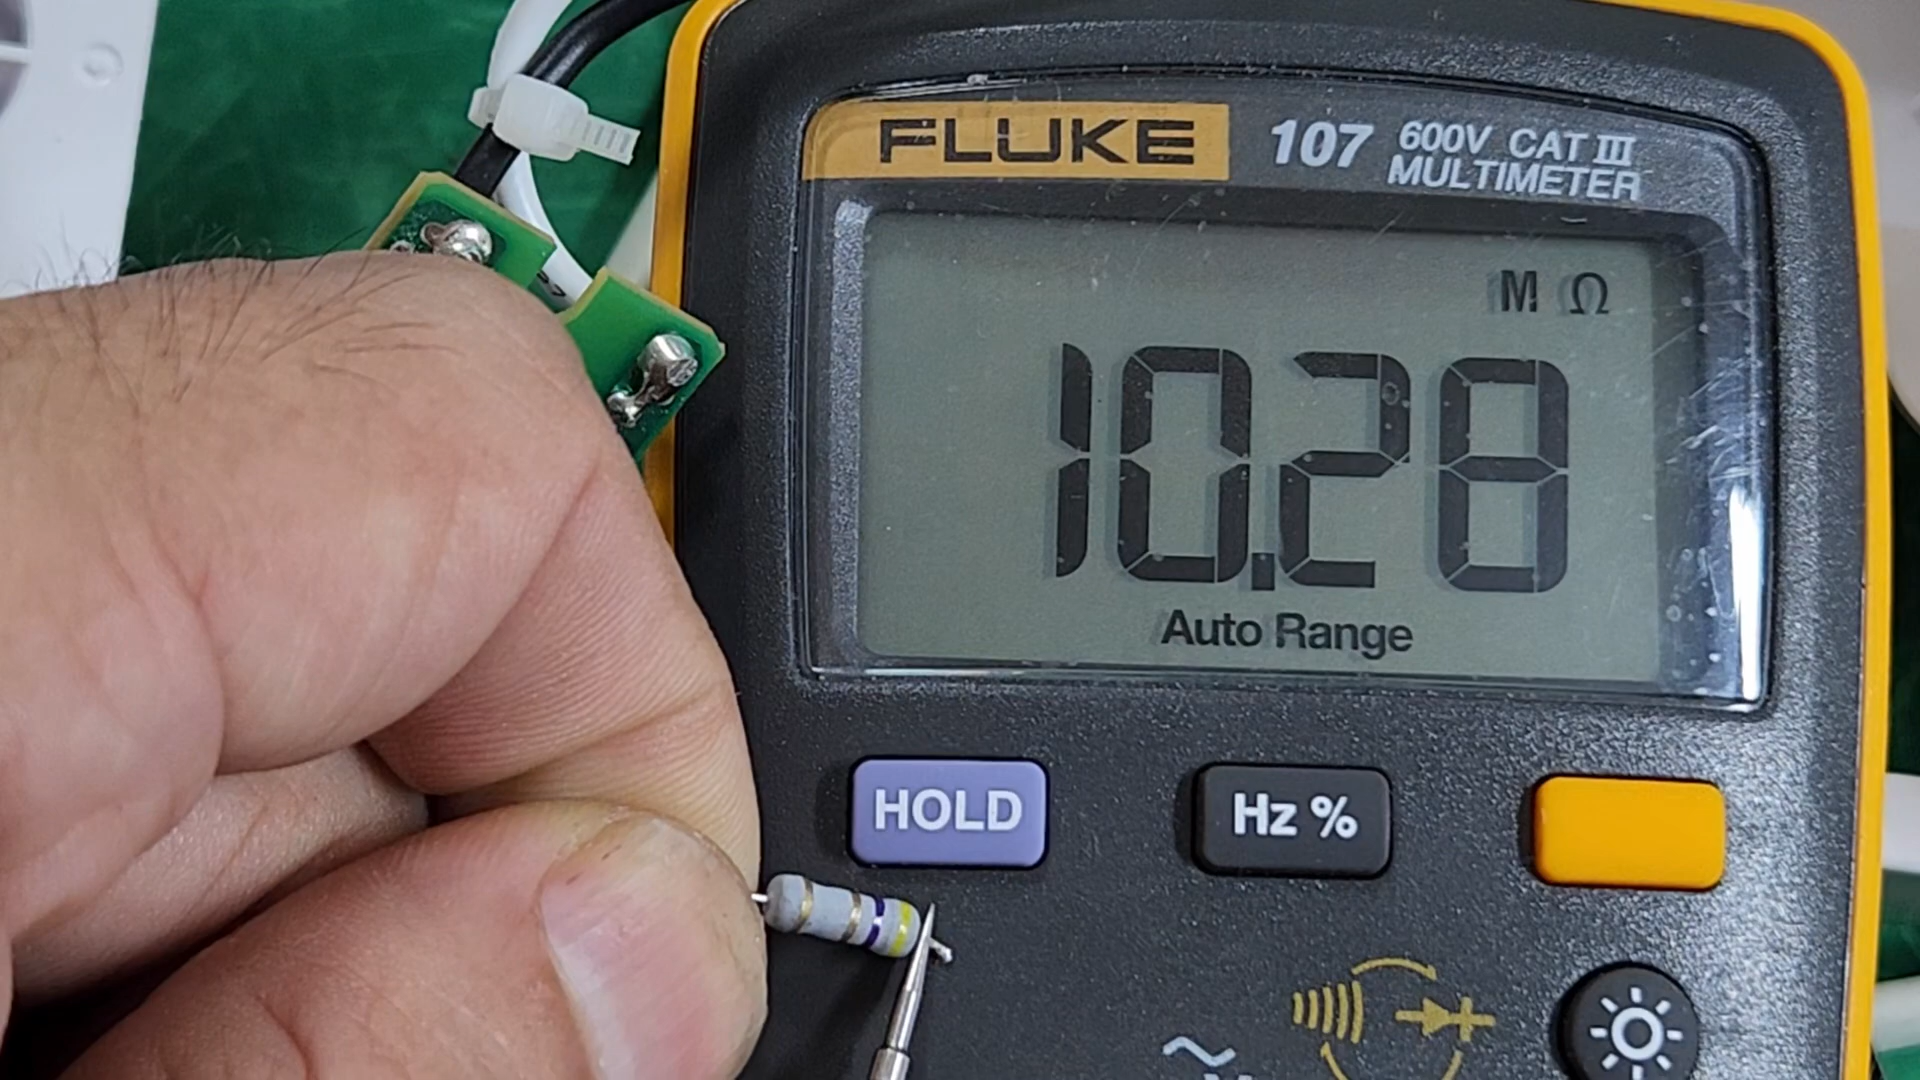 FLUKE 107 600V CAT III
MULTIMETER
M Ω
10.28
Auto Range
HOLD Hz %